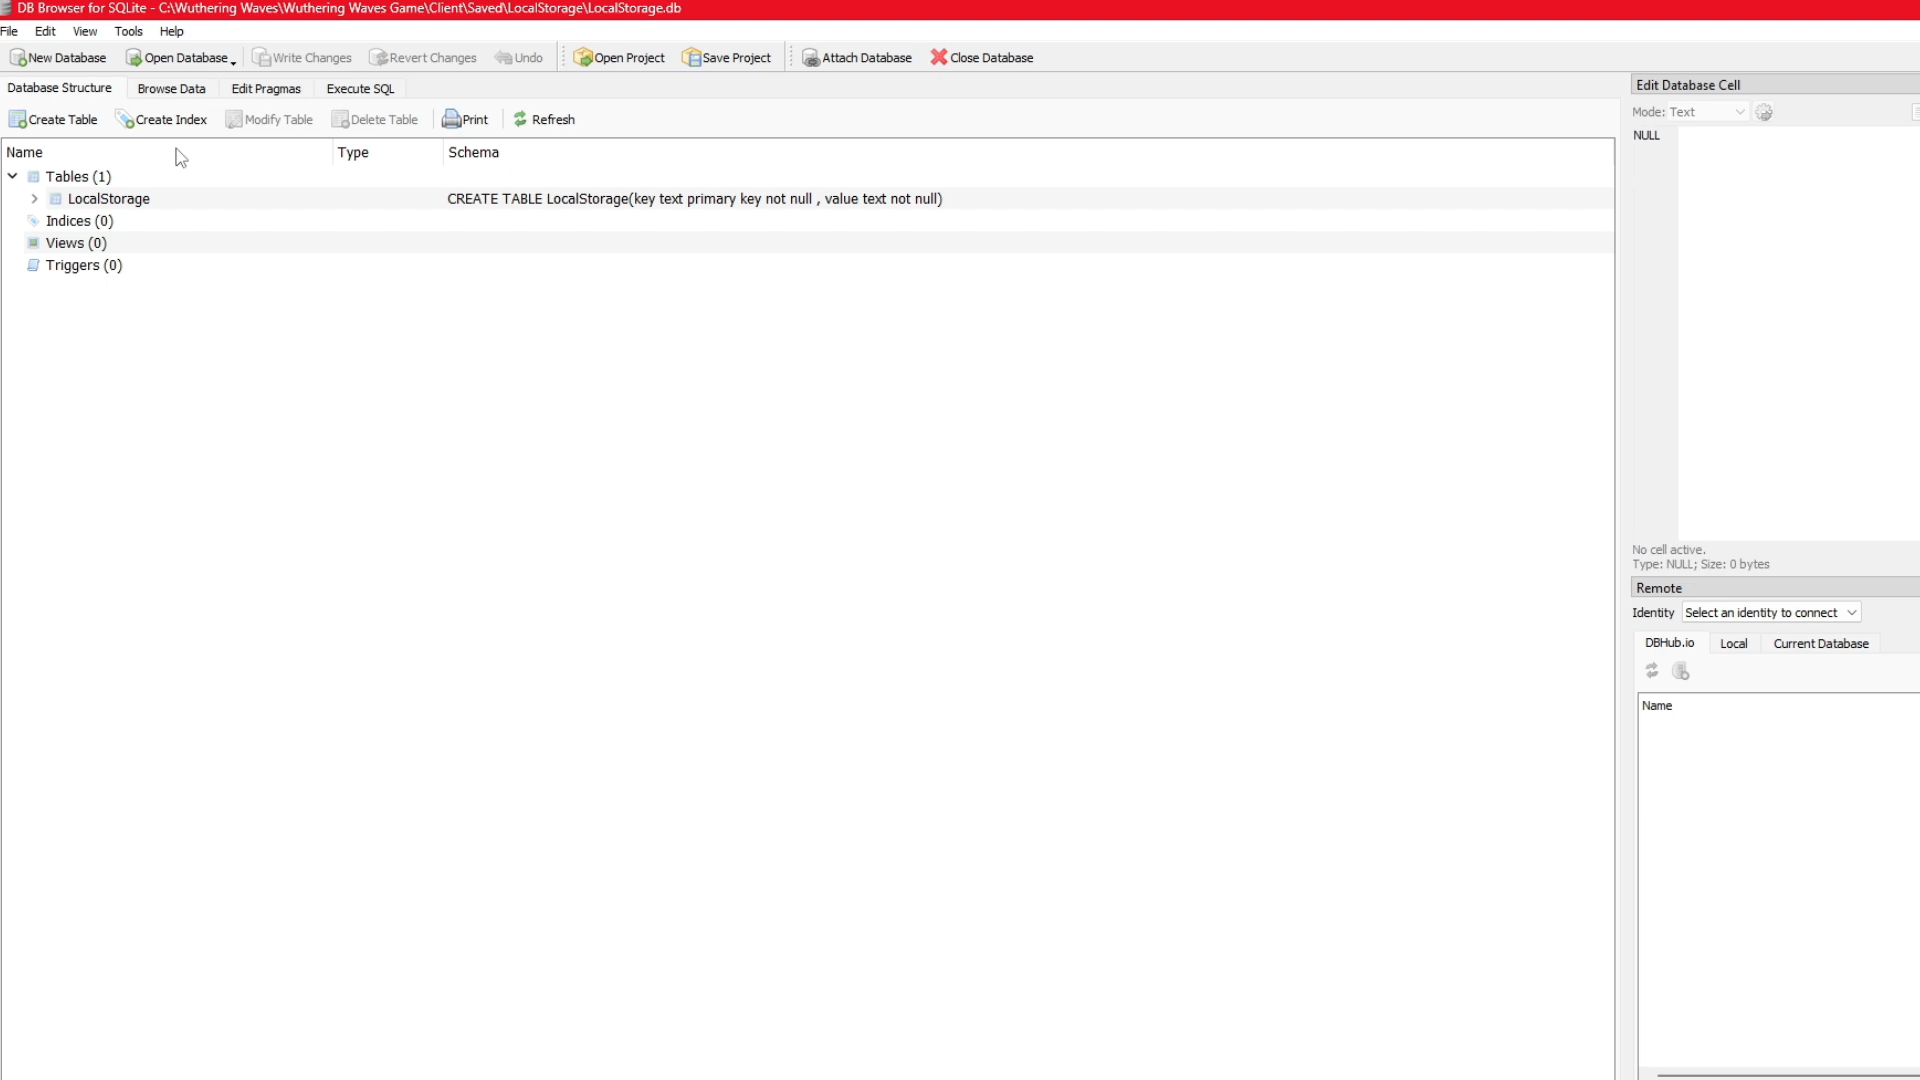 DB Browser for SQLite - C:\Wuthering Waves\Wuthering Waves Game\Client\Saved\LocalStorage\LocalStorage.db
File Edit View Tools Help
New Database Open Database Write Changes Revert Changes Undo Open Project Save Project Attach Database Close Database
Database Structure Browse Data Edit Pragmas Execute SQL
Create Table Create Index Modify Table Delete Table Print Refresh
Name Type Schema
Tables (1)
LocalStorage CREATE TABLE LocalStorage(key text primary key not null , value text not null)
Indices (0)
Views (0)
Triggers (0)
Edit Database Cell
Mode: Text
NULL
No cell active.
Type: NULL; Size: 0 bytes
Remote
Identity Select an identity to connect
DBHub.io Local Current Database
Name